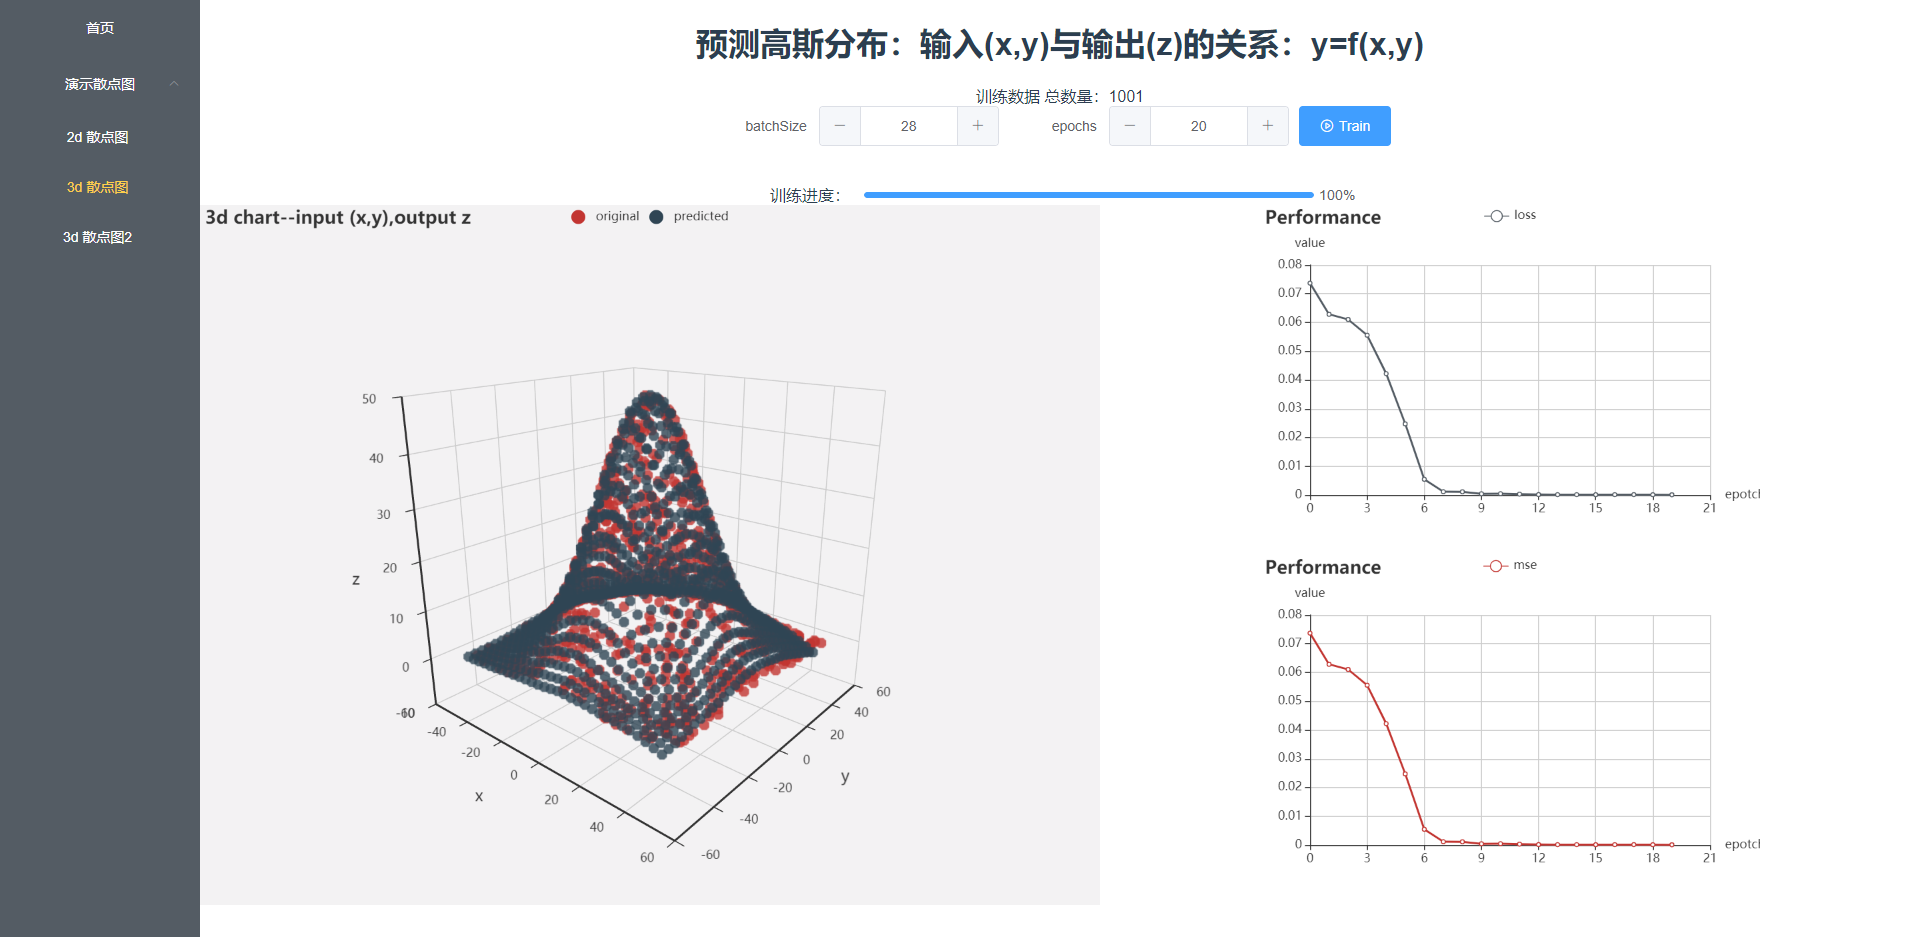 首页
演示散点图
2d 散点图
3d 散点图
3d 散点图2
预测高斯分布：输入(x,y)与输出(z)的关系：y=f(x,y)
训练数据 总数量：1001
batchSize − 28 + epochs − 20 + Train
训练进度： 100%
3d chart--input (x,y),output z
original predicted
50
40
30
20
10
0
z
-40
-20
0
20
40
60
x
-60
-40
-20
0
20
40
60
y
Performance
loss
value
0.08
0.07
0.06
0.05
0.04
0.03
0.02
0.01
0
0 3 6 9 12 15 18 21
epotcl
Performance
mse
value
0.08
0.07
0.06
0.05
0.04
0.03
0.02
0.01
0
0 3 6 9 12 15 18 21
epotcl